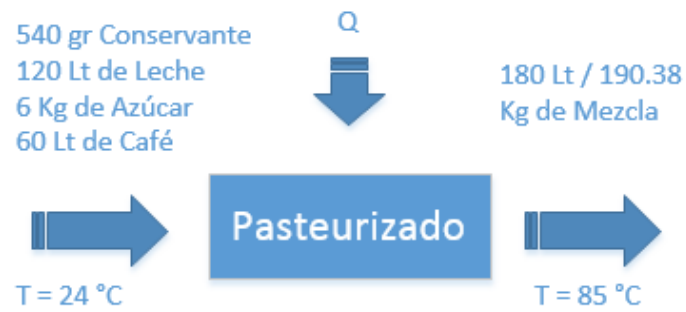 540 gr Conservante
120 Lt de Leche
6 Kg de Azúcar
60 Lt de Café
Q
180 Lt / 190.38
Kg de Mezcla
Pasteurizado
T = 24 °C
T = 85 °C